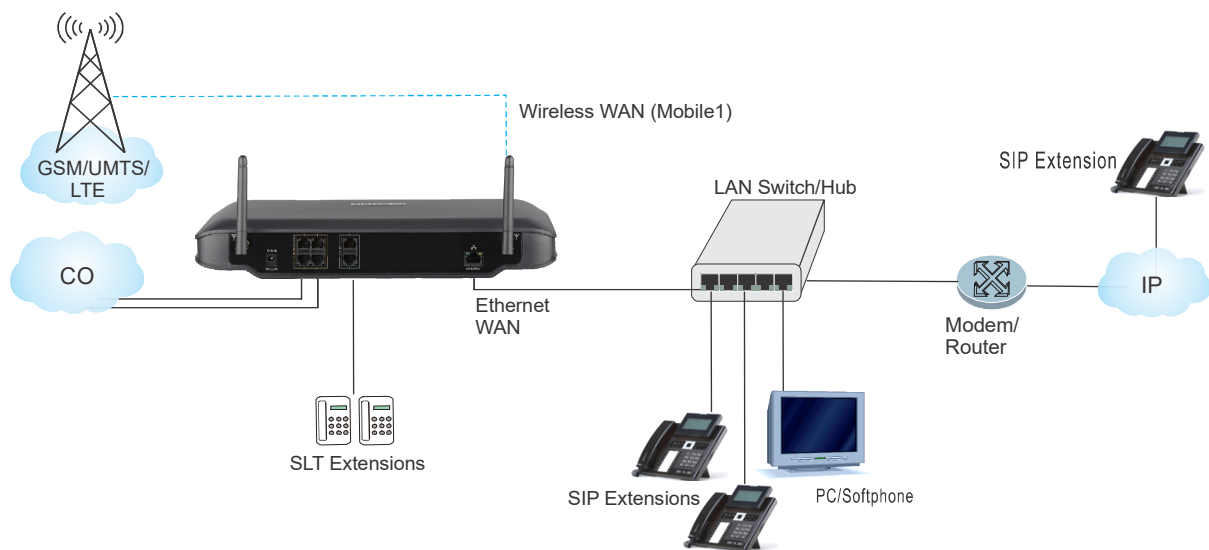 Wireless WAN (Mobile1)
GSM/UMTS/
LTE
SIP Extension
LAN Switch/Hub
CO
Ethernet
WAN
IP
Modem/
Router
SLT Extensions
SIP Extensions
PC/Softphone